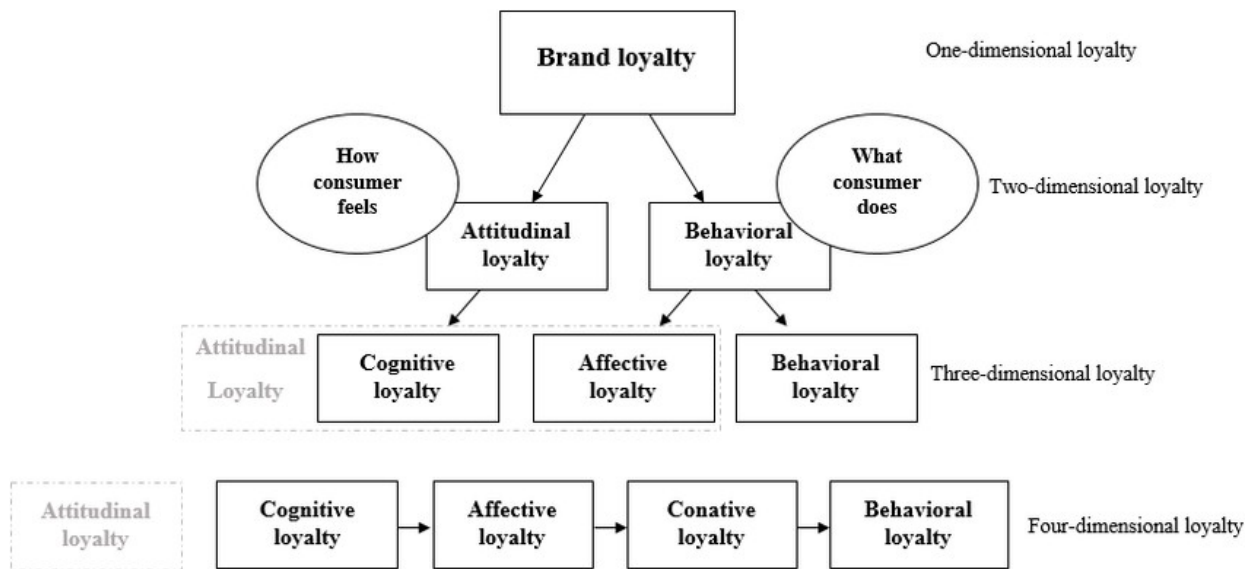 Brand loyalty
One-dimensional loyalty
How
consumer
feels
What
consumer
does
Two-dimensional loyalty
Attitudinal
loyalty
Behavioral
loyalty
Attitudinal
Loyalty
Cognitive
loyalty
Affective
loyalty
Behavioral
loyalty
Three-dimensional loyalty
Attitudinal
loyalty
Cognitive
loyalty
Affective
loyalty
Conative
loyalty
Behavioral
loyalty
Four-dimensional loyalty